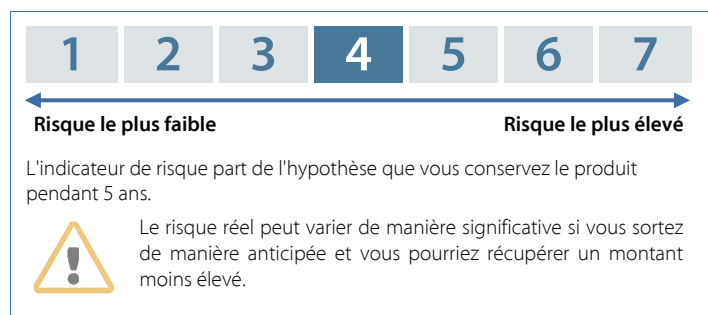 1 2 3 4 5 6 7
Risque le plus faible Risque le plus élevé
L'indicateur de risque part de l'hypothèse que vous conservez le produit
pendant 5 ans.
Le risque réel peut varier de manière significative si vous sortez
de manière anticipée et vous pourriez récupérer un montant
moins élevé.